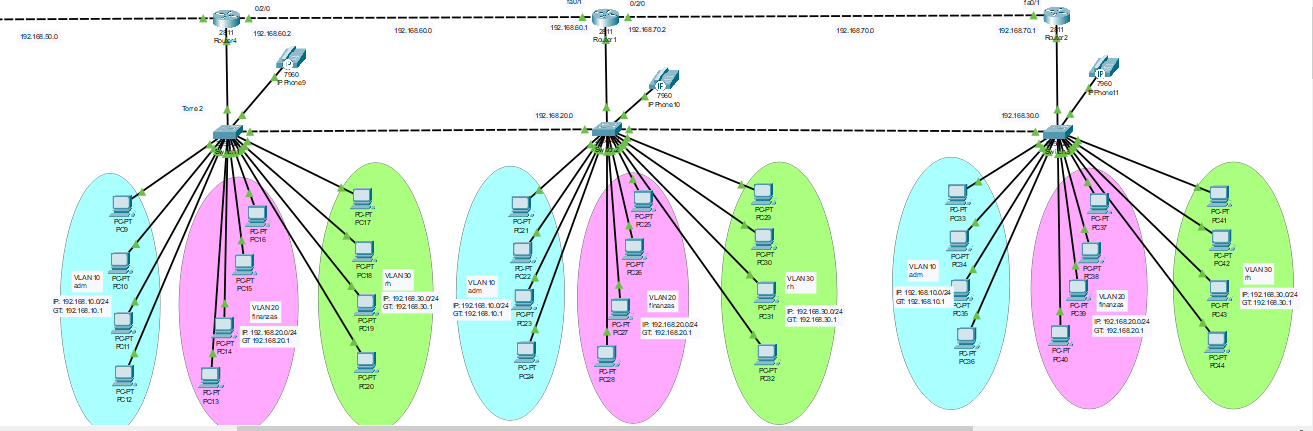 0/2/0
fa0/1
0/2/0
fa0/1
192.168.50.0
2811
Router4
192.168.60.2
192.168.60.0
192.168.60.1
2811
Router1
192.168.70.2
192.168.70.0
192.168.70.1
2811
Router2
7960
IP Phone9
7960
IP Phone10
7960
IP Phone11
Torre 2
192.168.20.0
192.168.30.0
PC-PT
PC9
PC-PT
PC10
VLAN 10
adm
IP: 192.168.10.0/24
GT: 192.168.10.1
PC-PT
PC11
PC-PT
PC12
PC-PT
PC16
PC-PT
PC15
VLAN 20
finanzas
IP: 192.168.20.0/24
GT 192.168.20.1
PC-PT
PC14
PC-PT
PC13
PC-PT
PC17
PC-PT
PC18
VLAN 30
rh
IP: 192.168.30.0/24
GT: 192.168.30.1
PC-PT
PC19
PC-PT
PC20
PC-PT
PC21
PC-PT
PC22
VLAN 10
adm
IP: 192.168.10.0/24
GT: 192.168.10.1
PC-PT
PC23
PC-PT
PC24
PC-PT
PC25
PC-PT
PC26
VLAN 20
finanzas
IP: 192.168.20.0/24
GT: 192.168.20.1
PC-PT
PC27
PC-PT
PC28
PC-PT
PC29
PC-PT
PC30
VLAN 30
rh
IP: 192.168.30.0/24
GT: 192.168.30.1
PC-PT
PC31
PC-PT
PC32
PC-PT
PC33
PC-PT
PC34
VLAN 10
adm
IP: 192.168.10.0/24
GT: 192.168.10.1
PC-PT
PC35
PC-PT
PC36
PC-PT
PC37
PC-PT
PC38
VLAN 20
finanzas
IP: 192.168.20.0/24
GT: 192.168.20.1
PC-PT
PC39
PC-PT
PC40
PC-PT
PC41
PC-PT
PC42
VLAN 30
rh
IP: 192.168.30.0/24
GT: 192.168.30.1
PC-PT
PC43
PC-PT
PC44